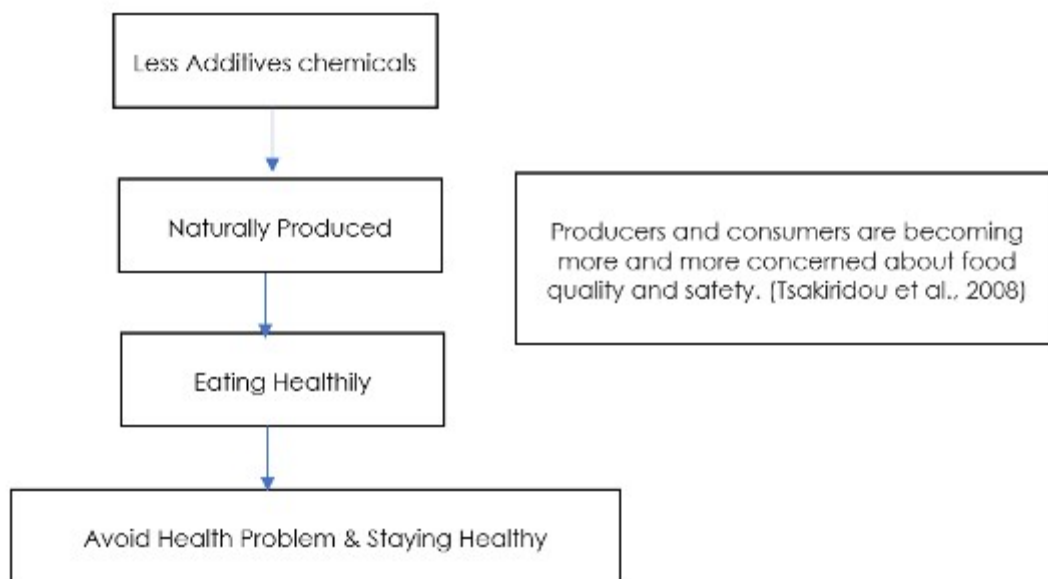 Less Additives chemicals
Naturally Produced
Producers and consumers are becoming
more and more concerned about food
quality and safety. (Tsakiridou et al., 2008)
Eating Healthily
Avoid Health Problem & Staying Healthy